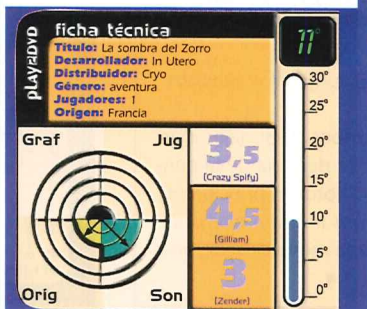 play2DVD
ficha técnica
Título: La sombra del Zorro
Desarrollador: In Utero
Distribuidor: Cryo
Género: aventura
Jugadores: 1
Origen: Francia
Graf
Jug
Orig
Son
3,5
(Crazy Spify)
4,5
(Gilliam)
3
(Zender)
11°
30°
25°
20°
15°
10°
5°
0°